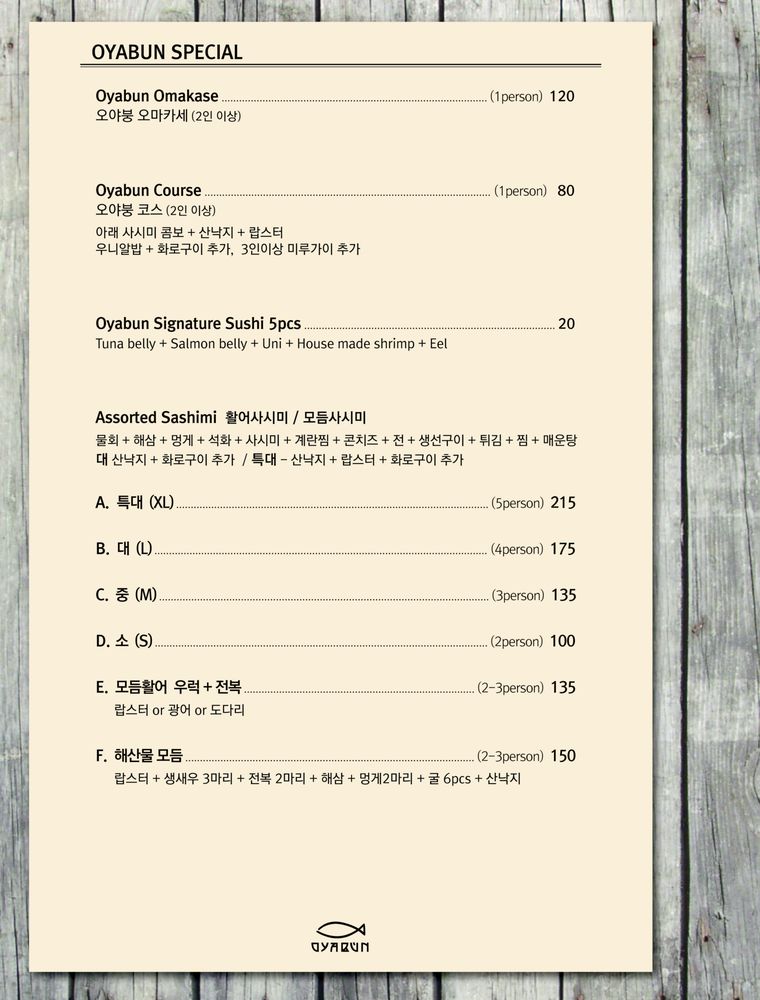 OYABUN SPECIAL
Oyabun Omakase (1person) 120
오야붕 오마카세 (2인 이상)
Oyabun Course (1person) 80
오야붕 코스 (2인 이상)
아래 사시미 콤보 + 산낙지 + 랍스터
우니알밥 + 화로구이 추가, 3인이상 미루가이 추가
Oyabun Signature Sushi 5pcs 20
Tuna belly + Salmon belly + Uni + House made shrimp + Eel
Assorted Sashimi 활어사시미 / 모듬사시미
물회 + 해삼 + 멍게 + 석화 + 사시미 + 계란찜 + 콘치즈 + 전 + 생선구이 + 튀김 + 찜 + 매운탕
대 산낙지 + 화로구이 추가 / 특대 - 산낙지 + 랍스터 + 화로구이 추가
A. 특대 (XL) (5person) 215
B. 대 (L) (4person) 175
C. 중 (M) (3person) 135
D. 소 (S) (2person) 100
E. 모듬활어 우럭 + 전복 (2-3person) 135
랍스터 or 광어 or 도다리
F. 해산물 모듬 (2-3person) 150
랍스터 + 생새우 3마리 + 전복 2마리 + 해삼 + 멍게2마리 + 굴 6pcs + 산낙지
OYABUN